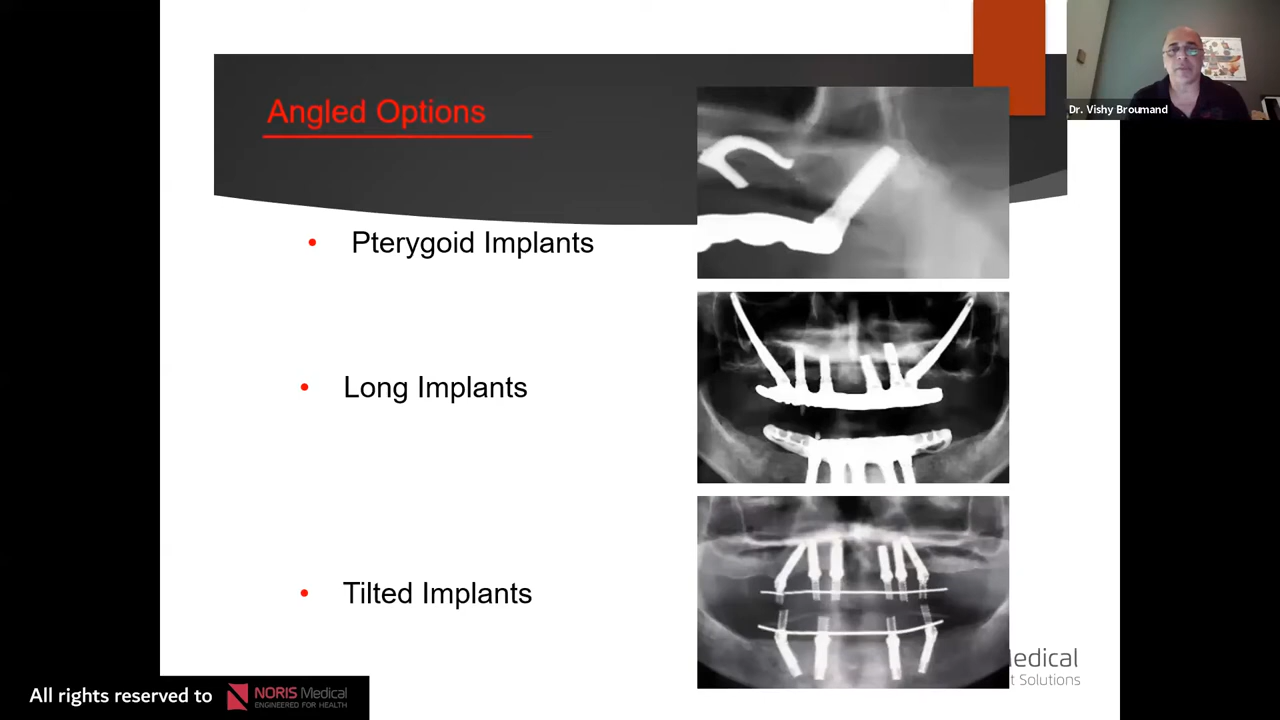 Angled Options
Dr. Vishy Broumand
• Pterygoid Implants
• Long Implants
• Tilted Implants
edical
t Solutions
All rights reserved to
NORIS Medical
ENGINEERED FOR HEALTH